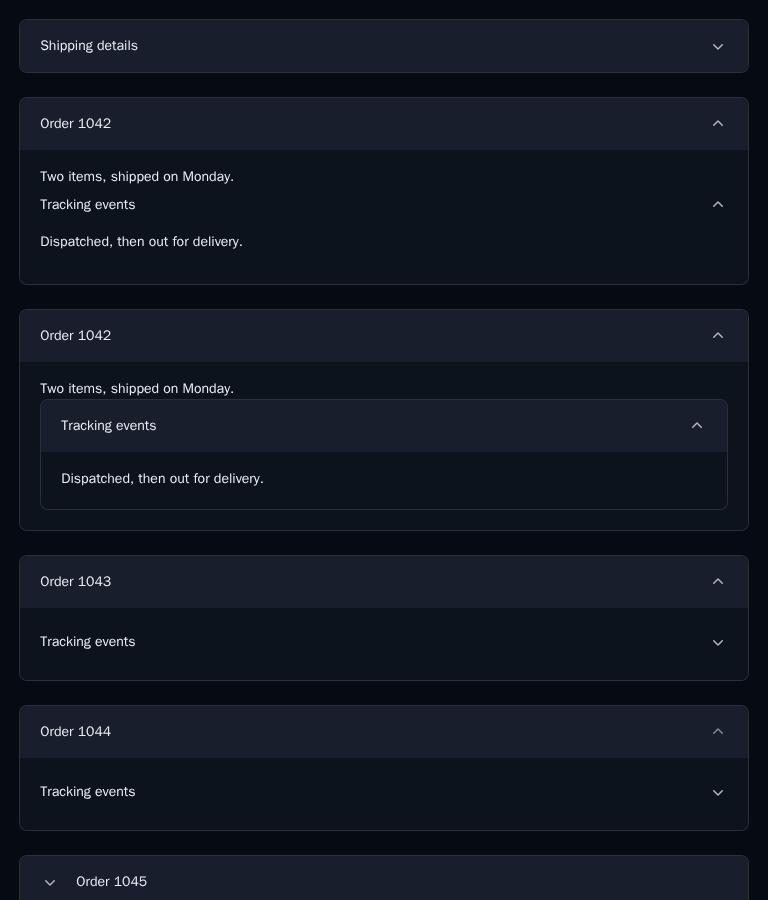 Shipping details
Order 1042
Two items, shipped on Monday.
Tracking events
Dispatched, then out for delivery.
Order 1042
Two items, shipped on Monday.
Tracking events
Dispatched, then out for delivery.
Order 1043
Tracking events
Order 1044
Tracking events
Order 1045